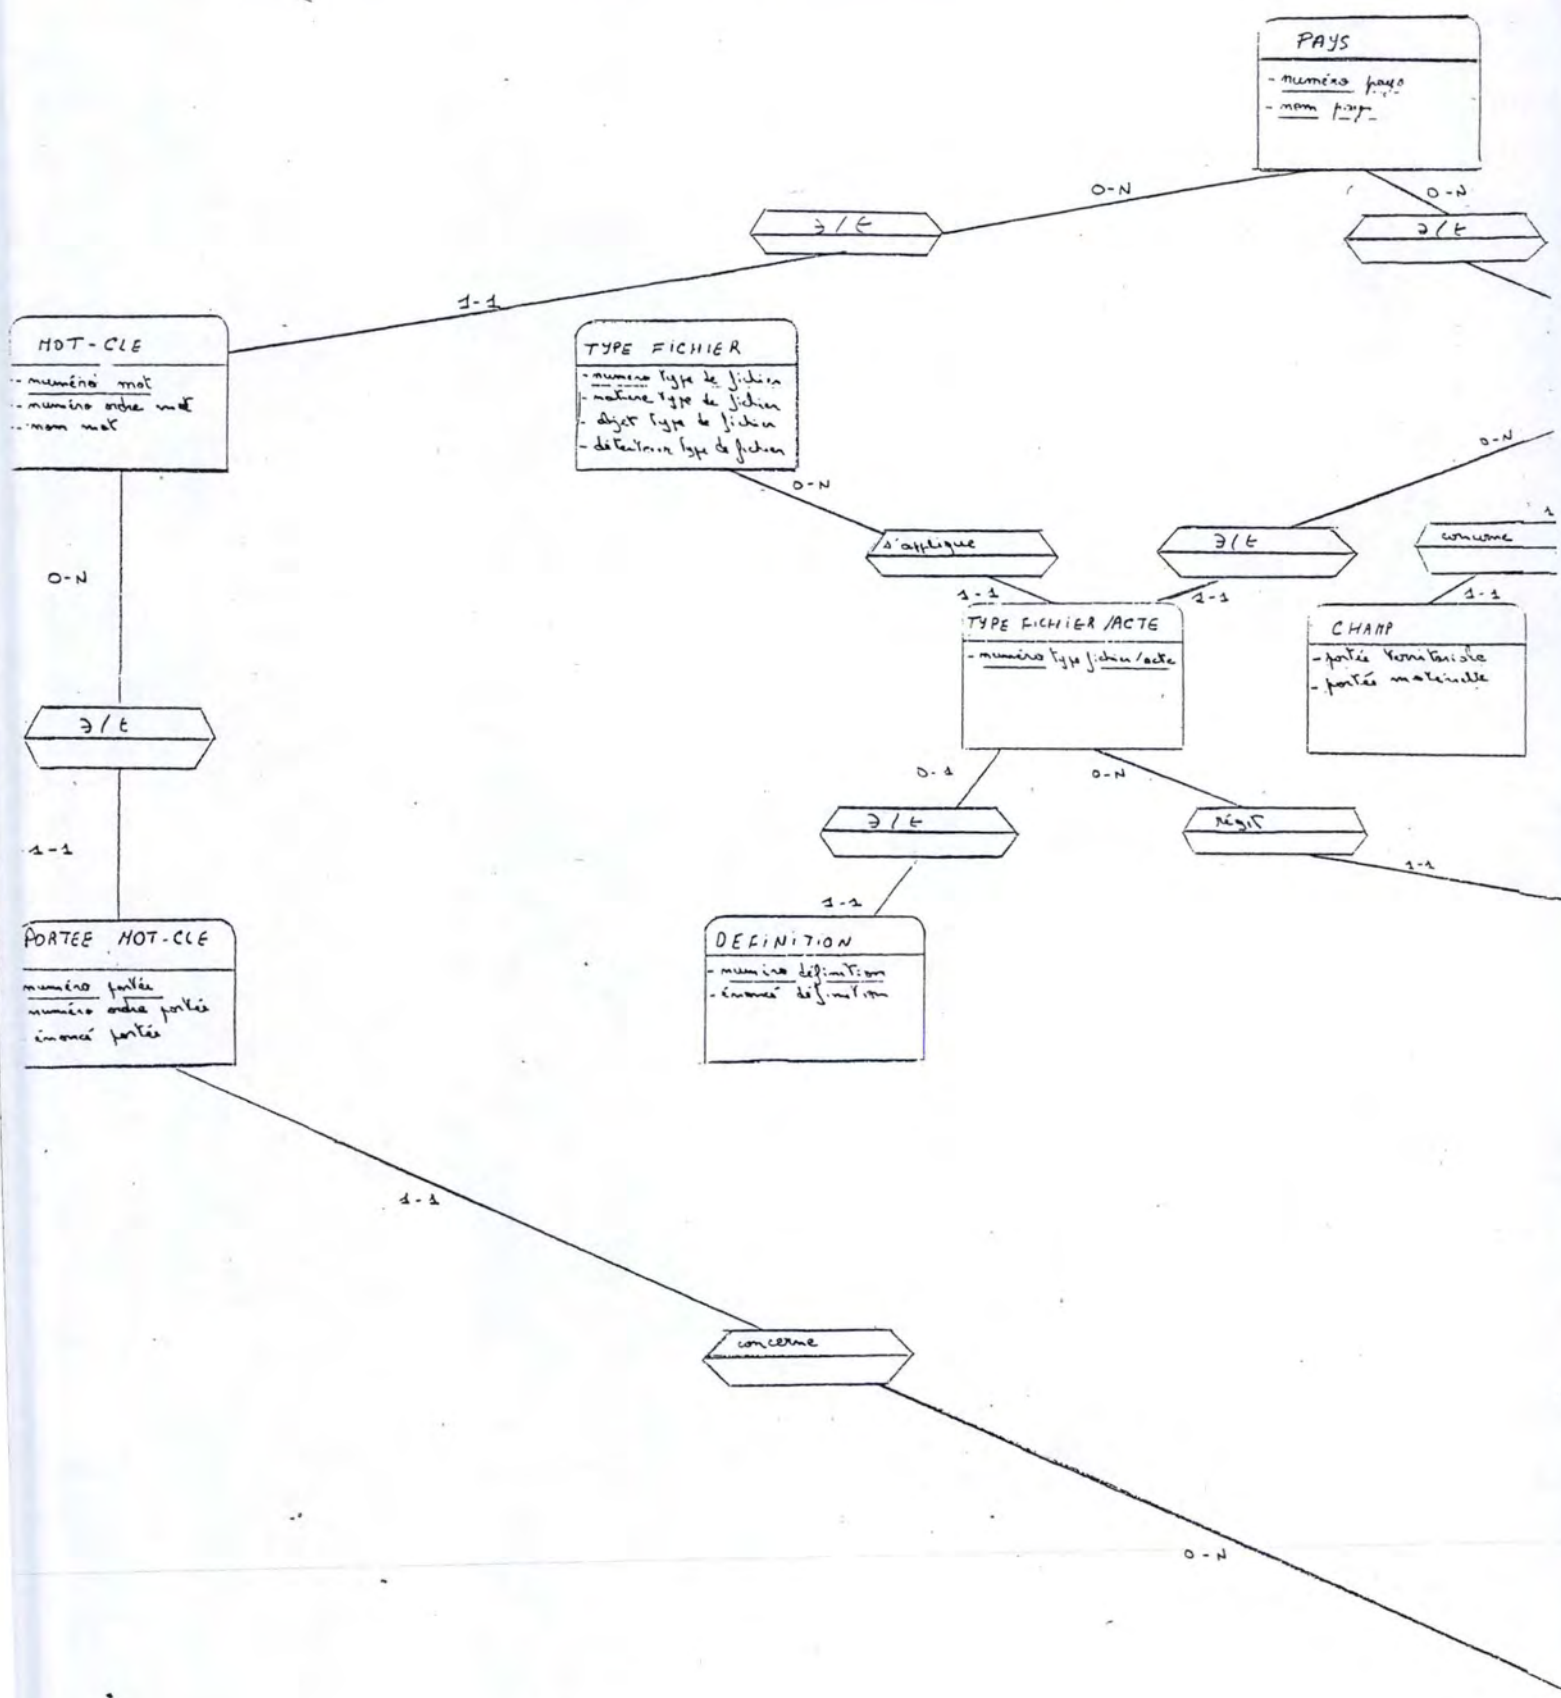 PAYS
- numéro pays
- nom pays
0-N
0-N
∃/t
∃/t
1-1
MOT-CLE
- numéro mot
- numéro ordre mot
- nom mot
TYPE FICHIER
- numero type de fichier
- nature type de fichier
- objet type de fichier
- détenteur type de fichier
0-N
0-N
1
s'applique
∃/t
concerne
0-N
1-1
1-1
1-1
TYPE FICHIER/ACTE
- numéro type fichier/acte
CHAMP
- portée territoriale
- portée matérielle
∃/t
0-1
0-N
∃/t
régit
1-1
1-1
1-1
PORTEE MOT-CLE
numéro portée
numéro ordre portée
énoncé portée
DEFINITION
- numéro définition
- énoncé définition
1-1
concerne
0-N